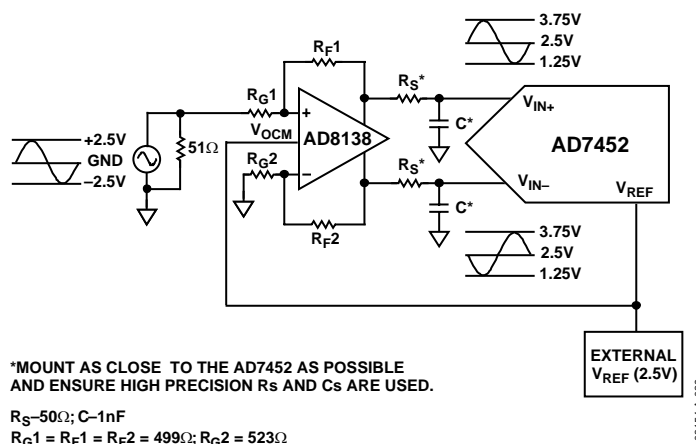 3.75V
2.5V
1.25V
RF1
RG1
RS*
VIN+
VOCM
+
AD8138
C*
AD7452
+2.5V
GND
–2.5V
51Ω
RG2
–
RS*
VIN–
VREF
C*
RF2
3.75V
2.5V
1.25V
EXTERNAL
VREF (2.5V)
*MOUNT AS CLOSE TO THE AD7452 AS POSSIBLE
AND ENSURE HIGH PRECISION Rs AND Cs ARE USED.
RS–50Ω; C–1nF
RG1 = RF1 = RF2 = 499Ω; RG2 = 523Ω